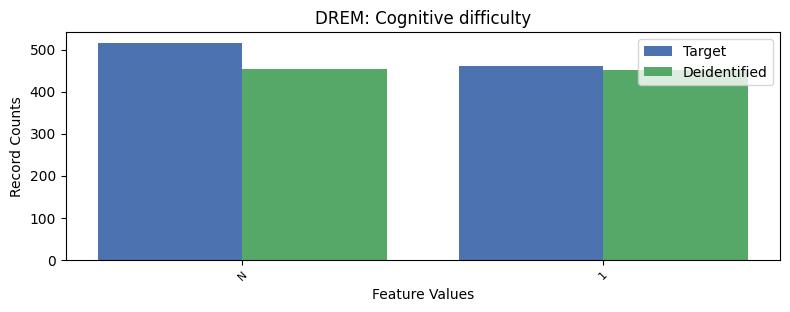 DREM: Cognitive difficulty
Target
Deidentified
Record Counts
500
400
300
200
100
0
N
1
Feature Values